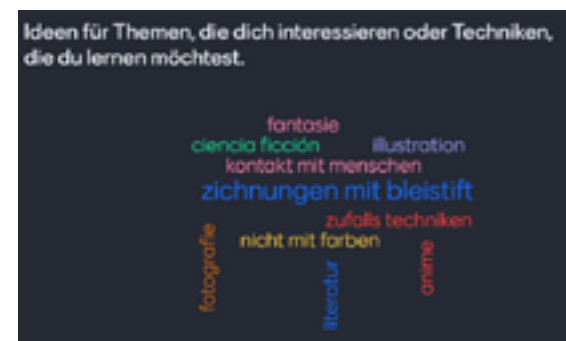 Ideen für Themen, die dich interessieren oder Techniken,
die du lernen möchtest.
fantasie
ciencia ficción
illustration
kontakt mit menschen
zichnungen mit bleistift
zufalls techniken
nicht mit farben
fotografie
literatur
anime